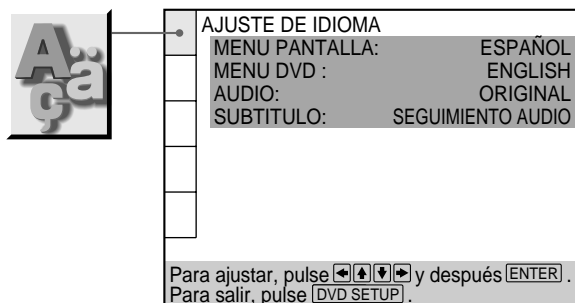 Aäç
AJUSTE DE IDIOMA
MENU PANTALLA: ESPAÑOL
MENU DVD : ENGLISH
AUDIO: ORIGINAL
SUBTITULO: SEGUIMIENTO AUDIO
Para ajustar, pulse ←↑↓→ y después ENTER .
Para salir, pulse DVD SETUP .